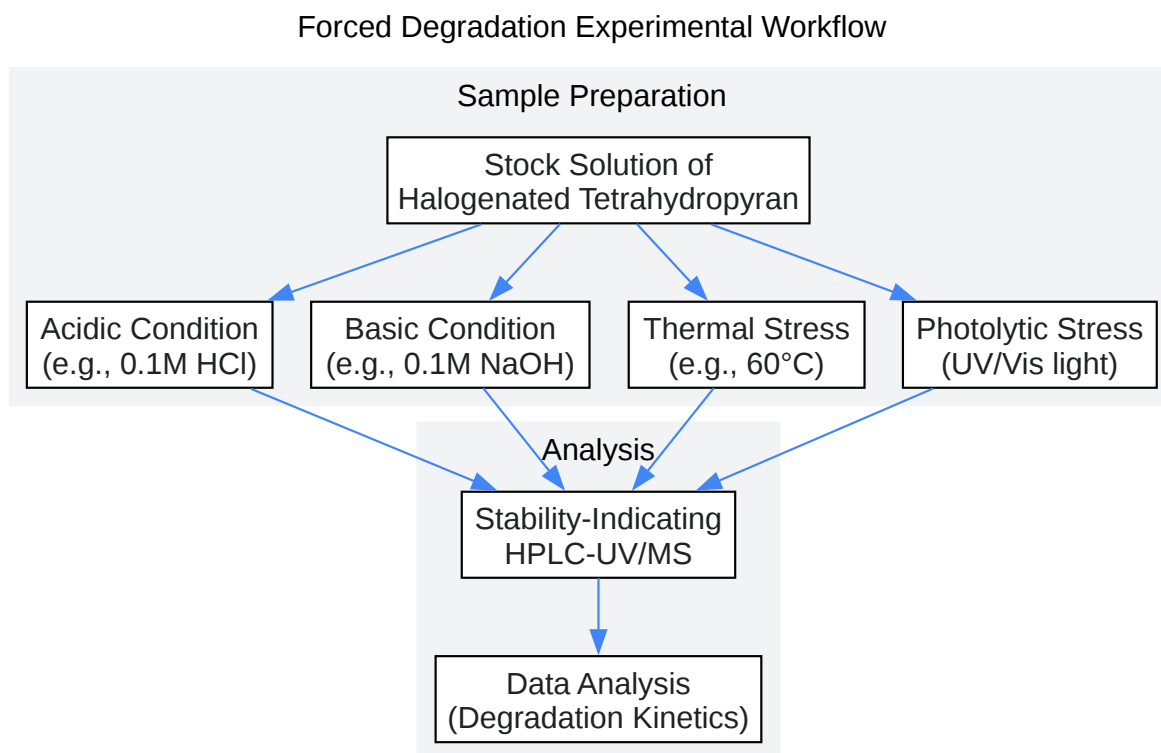 Forced Degradation Experimental Workflow
Sample Preparation
Stock Solution of
Halogenated Tetrahydropyran
Acidic Condition
(e.g., 0.1M HCl)
Basic Condition
(e.g., 0.1M NaOH)
Thermal Stress
(e.g., 60°C)
Photolytic Stress
(UV/Vis light)
Analysis
Stability-Indicating
HPLC-UV/MS
Data Analysis
(Degradation Kinetics)